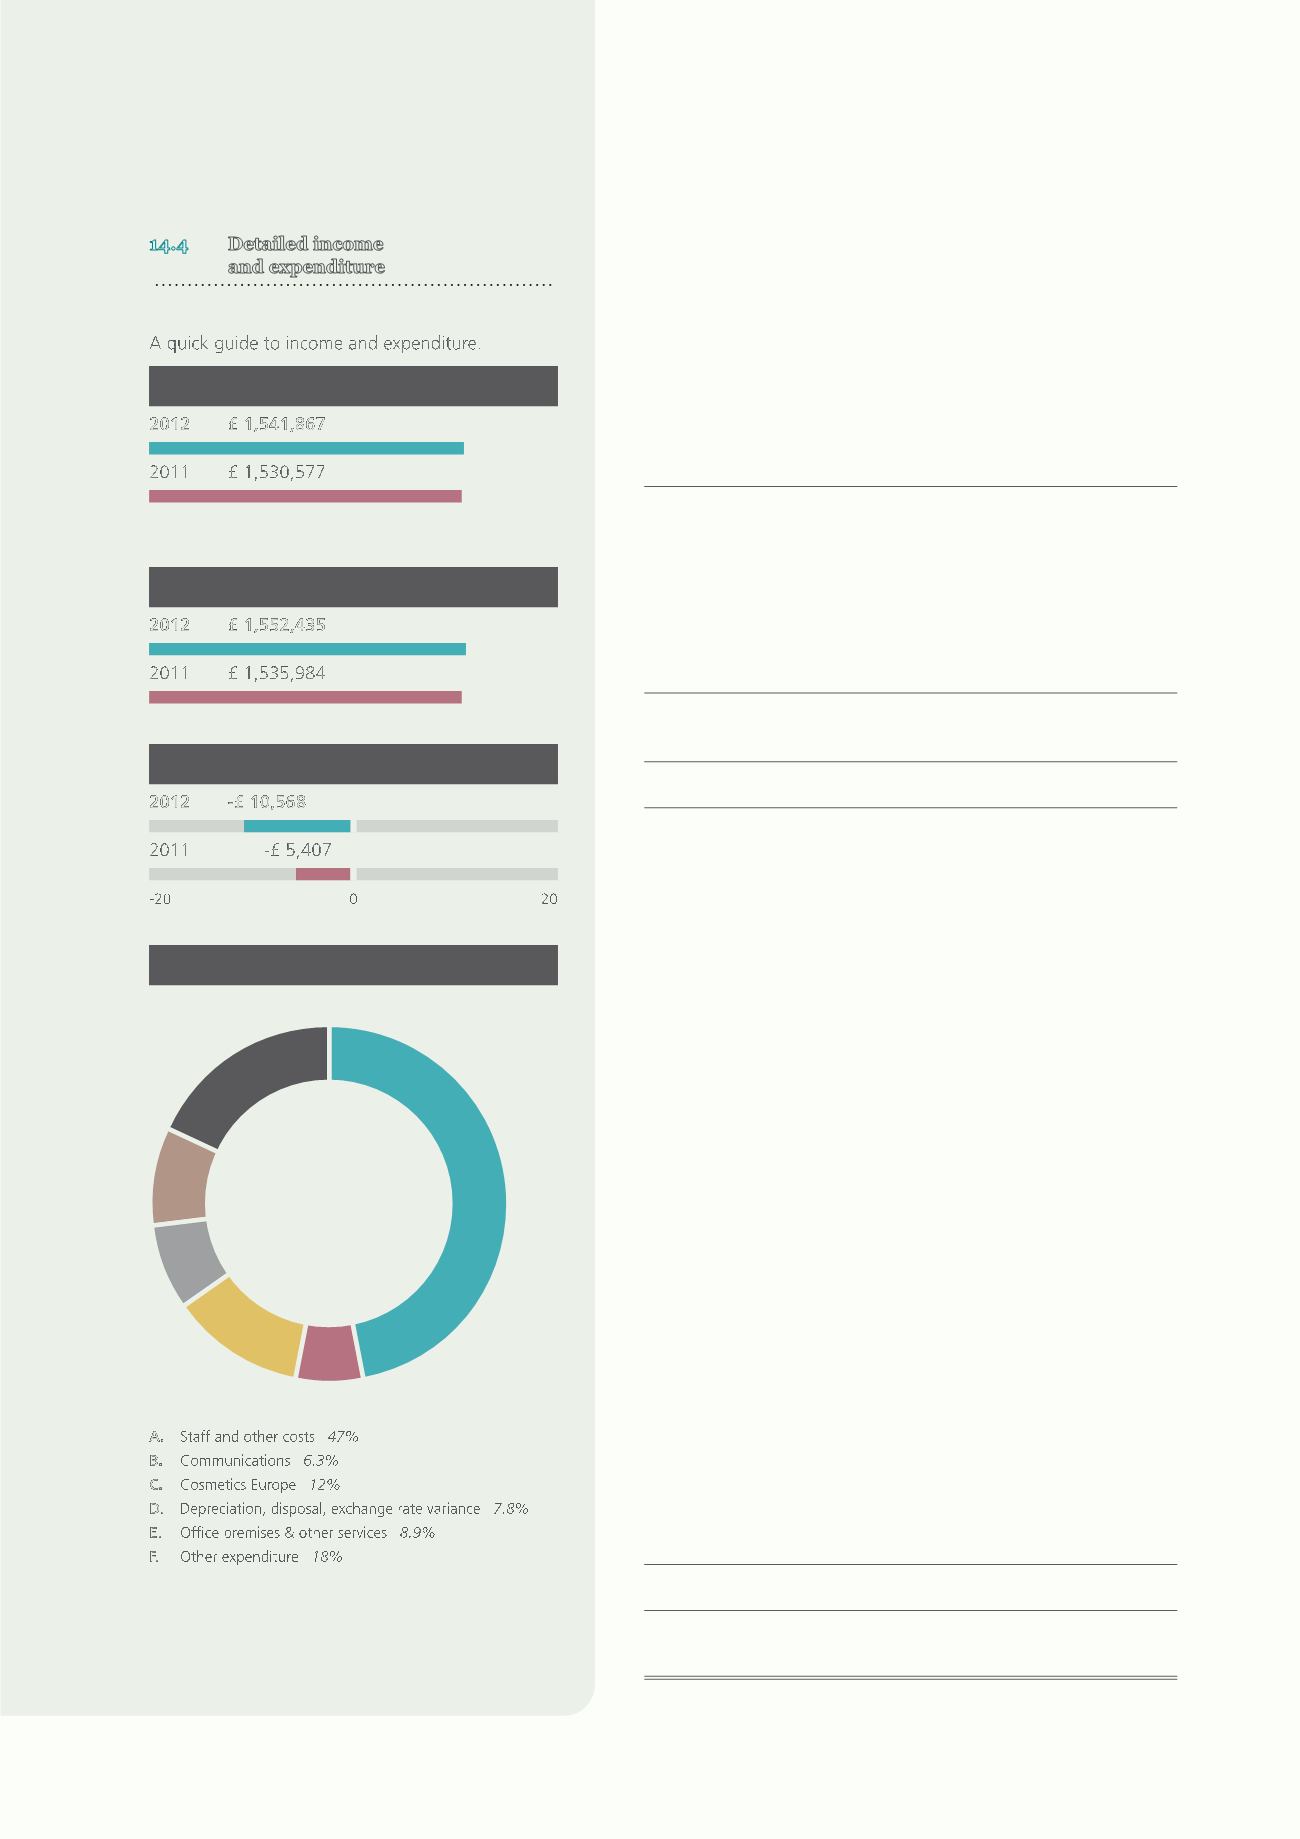 14.4 Detailed income
and expenditure
A quick guide to income and expenditure.
2012 £ 1,541,867
2011 £ 1,530,577
2012 £ 1,552,435
2011 £ 1,535,984
2012 -£ 10,568
2011 -£ 5,407
-20 0 20
A. Staff and other costs 47%
B. Communications 6.3%
C. Cosmetics Europe 12%
D. Depreciation, disposal, exchange rate variance 7.8%
E. Office premises & other services 8.9%
F. Other expenditure 18%